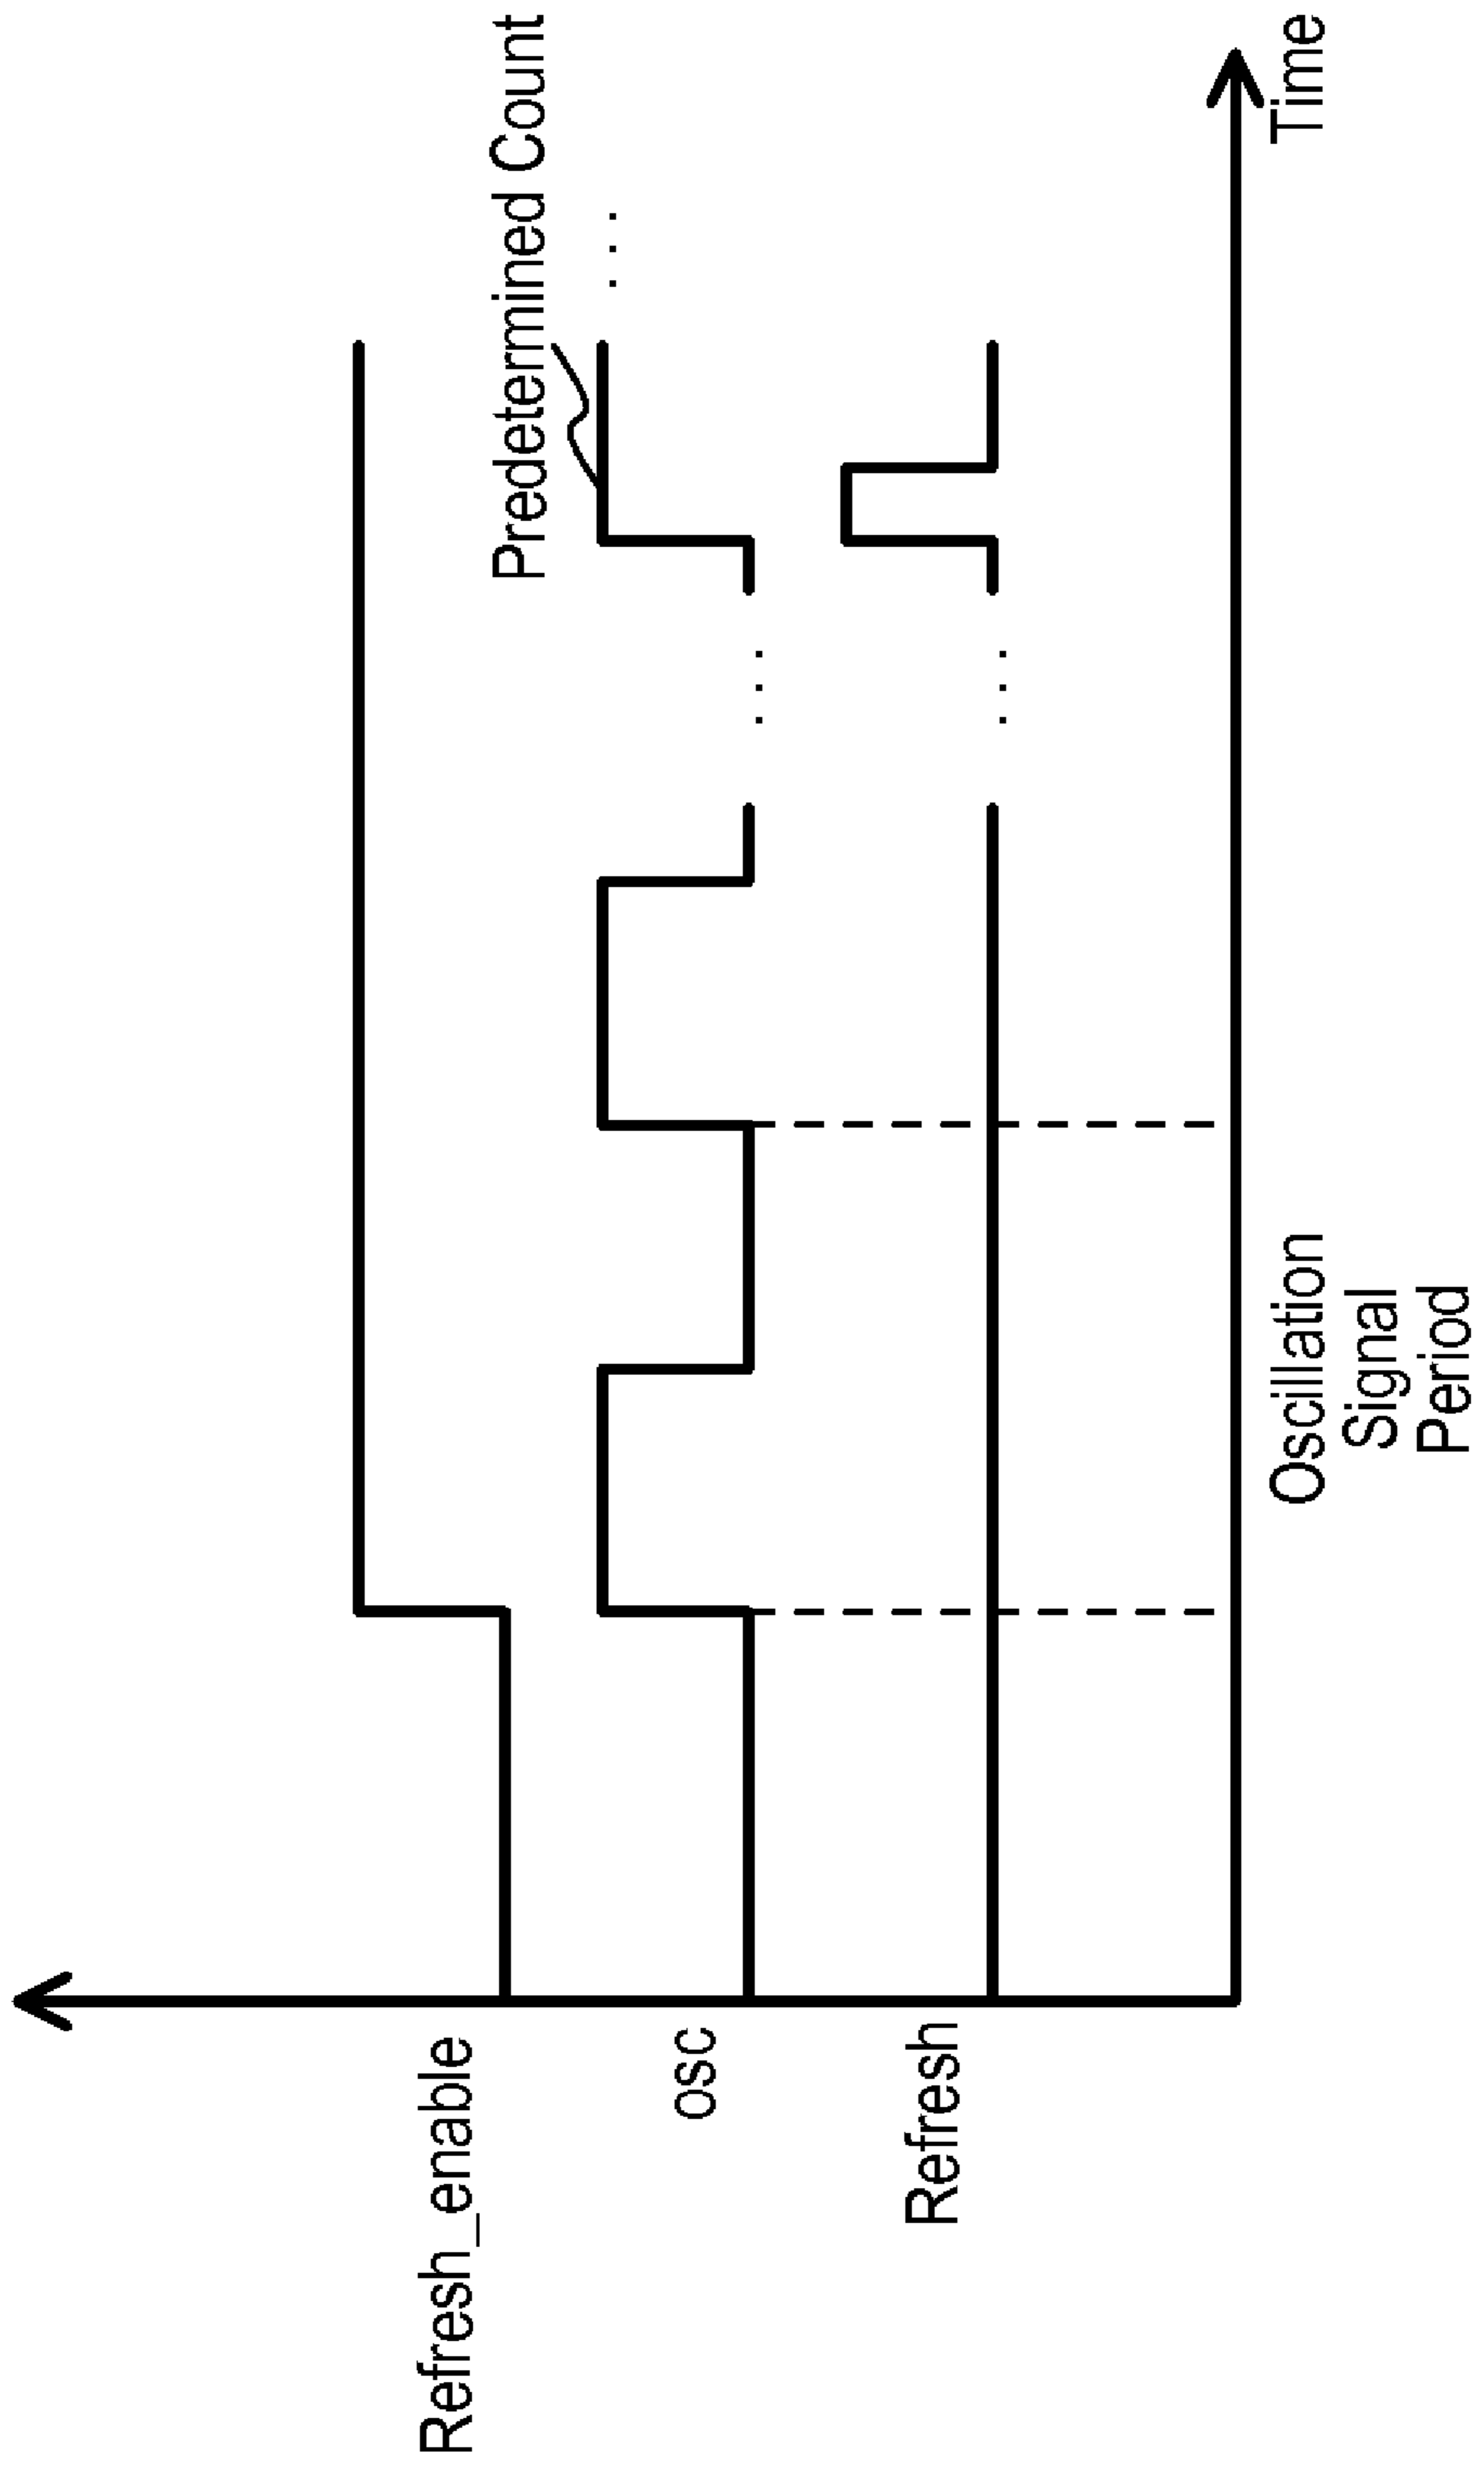 Refresh_enable
Predetermined Count
. . .
osc
. . .
Refresh
. . .
Oscillation
Signal
Period
Time